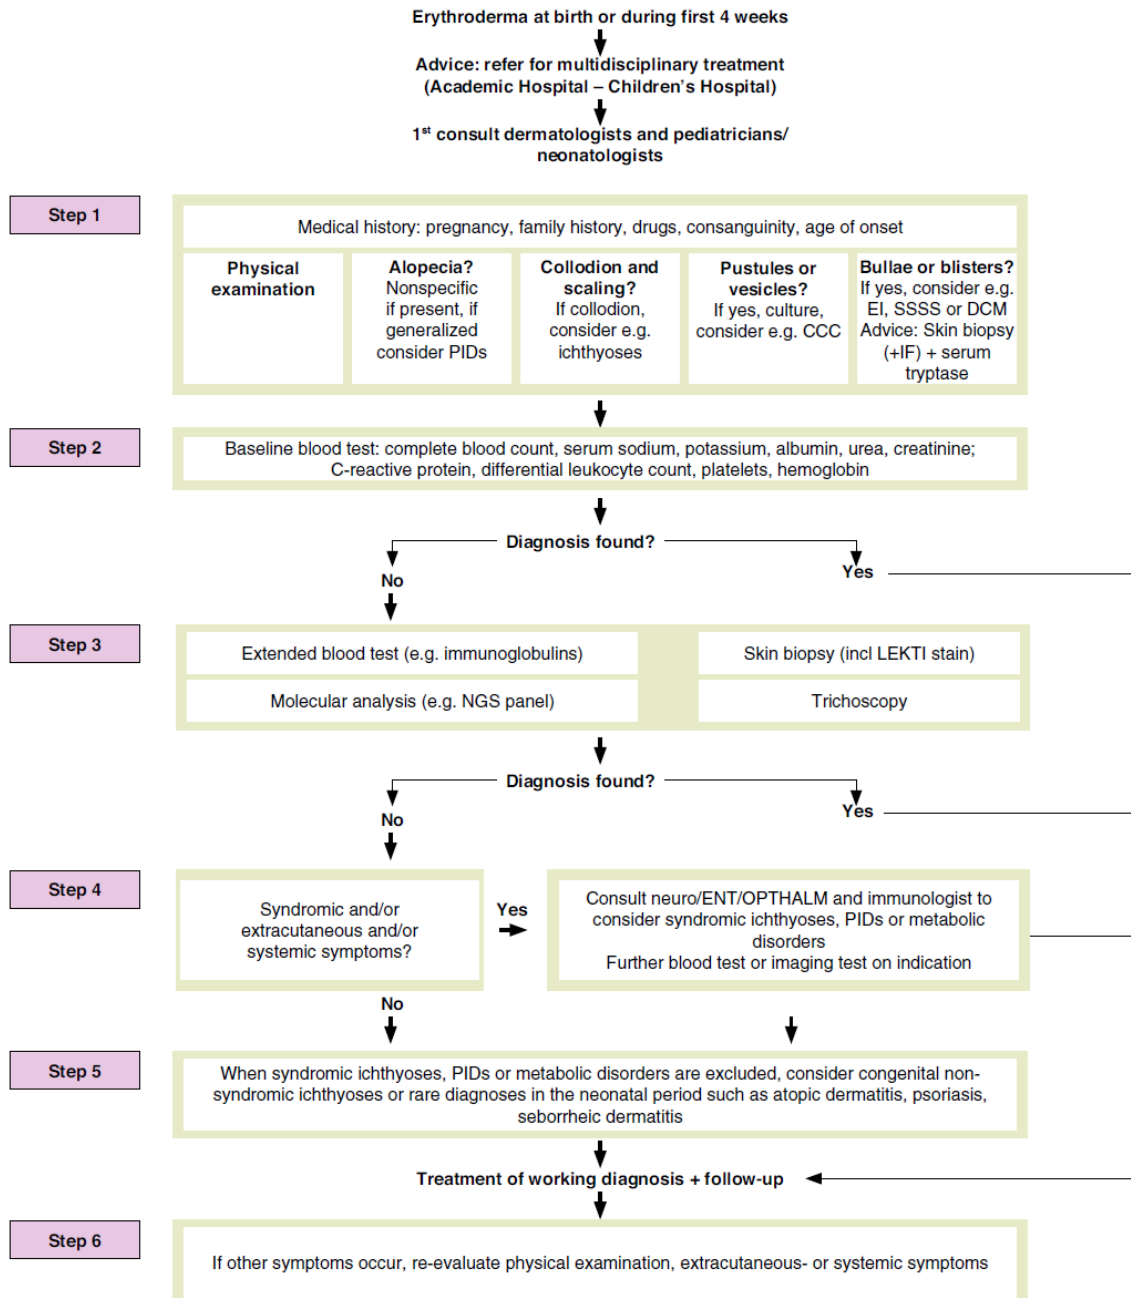 Erythroderma at birth or during first 4 weeks
Advice: refer for multidisciplinary treatment
(Academic Hospital – Children's Hospital)
1st consult dermatologists and pediatricians/
neonatologists
Step 1
Medical history: pregnancy, family history, drugs, consanguinity, age of onset
Physical
examination
Alopecia?
Nonspecific
if present, if
generalized
consider PIDs
Collodion and
scaling?
If collodion,
consider e.g.
ichthyoses
Pustules or
vesicles?
If yes, culture,
consider e.g. CCC
Bullae or blisters?
If yes, consider e.g.
EI, SSSS or DCM
Advice: Skin biopsy
(+IF) + serum
tryptase
Step 2
Baseline blood test: complete blood count, serum sodium, potassium, albumin, urea, creatinine;
C-reactive protein, differential leukocyte count, platelets, hemoglobin
Diagnosis found?
No
Yes
Step 3
Extended blood test (e.g. immunoglobulins)
Skin biopsy (incl LEKTI stain)
Molecular analysis (e.g. NGS panel)
Trichoscopy
Diagnosis found?
No
Yes
Step 4
Syndromic and/or
extracutaneous and/or
systemic symptoms?
Yes
Consult neuro/ENT/OPTHALM and immunologist to
consider syndromic ichthyoses, PIDs or metabolic
disorders
Further blood test or imaging test on indication
No
Step 5
When syndromic ichthyoses, PIDs or metabolic disorders are excluded, consider congenital non-
syndromic ichthyoses or rare diagnoses in the neonatal period such as atopic dermatitis, psoriasis,
seborrheic dermatitis
Treatment of working diagnosis + follow-up
Step 6
If other symptoms occur, re-evaluate physical examination, extracutaneous- or systemic symptoms